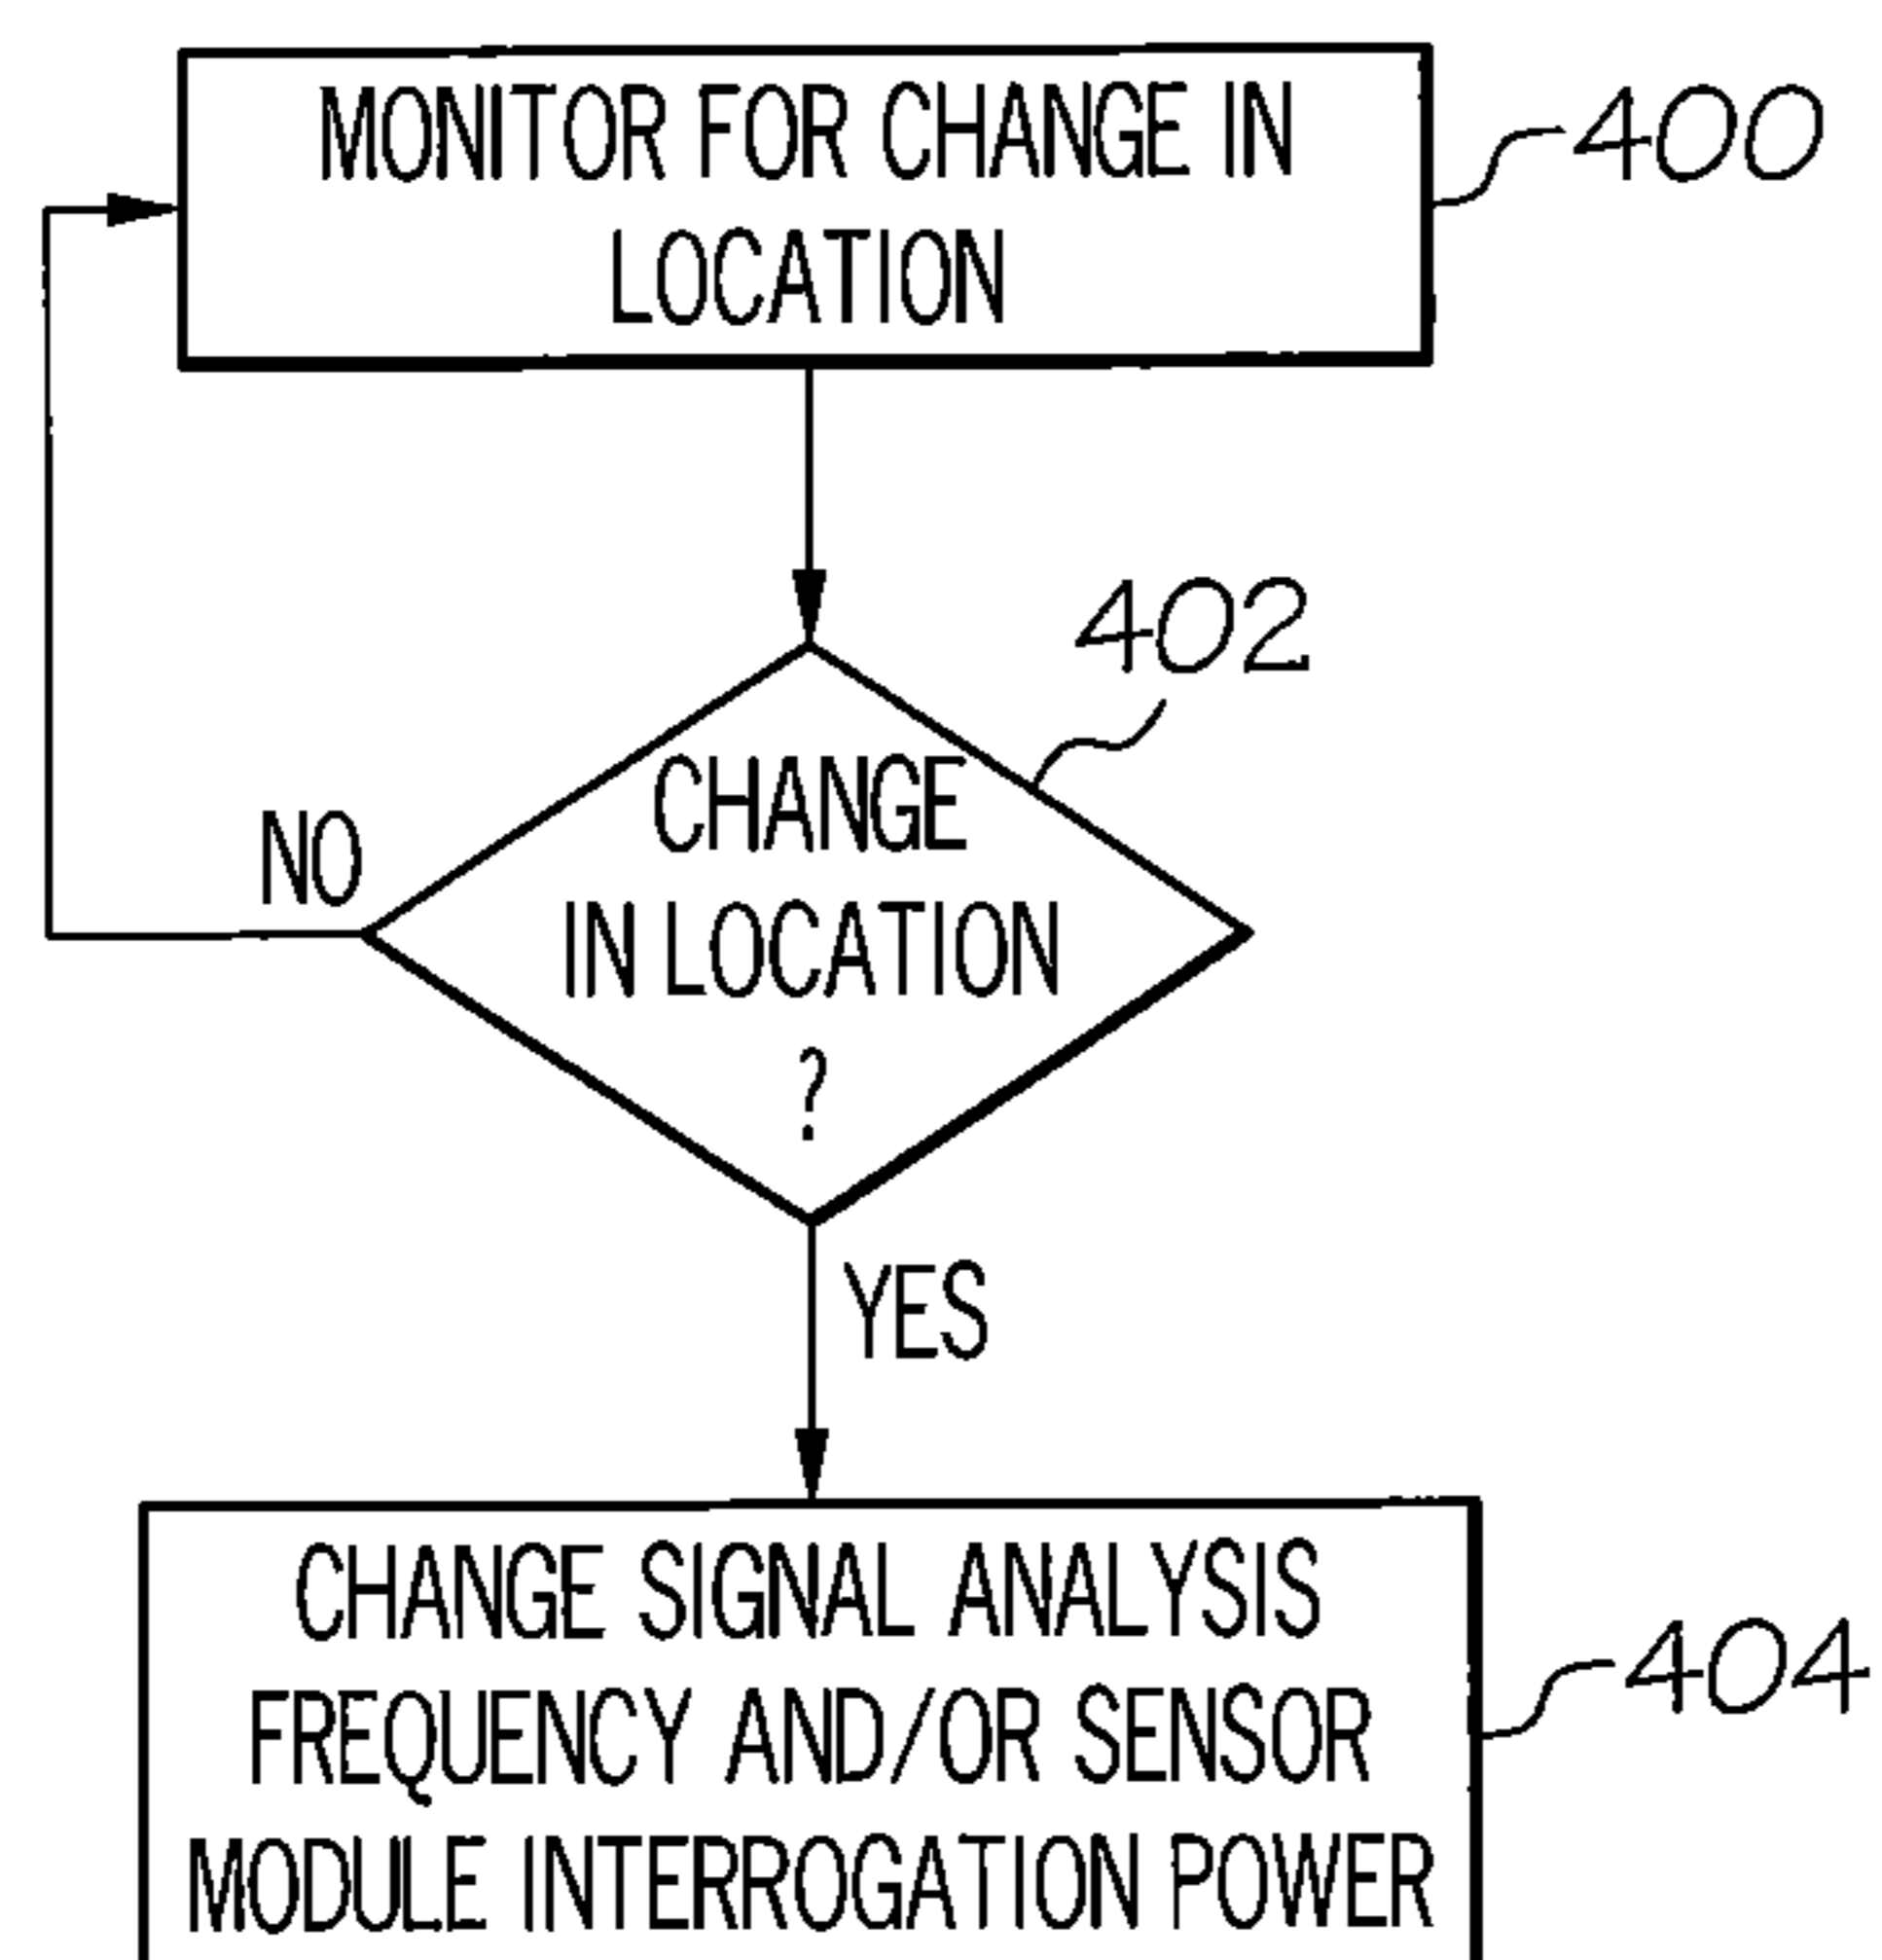 MONITOR FOR CHANGE IN
LOCATION
400
402
CHANGE
IN LOCATION
?
NO
YES
CHANGE SIGNAL ANALYSIS
FREQUENCY AND/OR SENSOR
MODULE INTERROGATION POWER
404